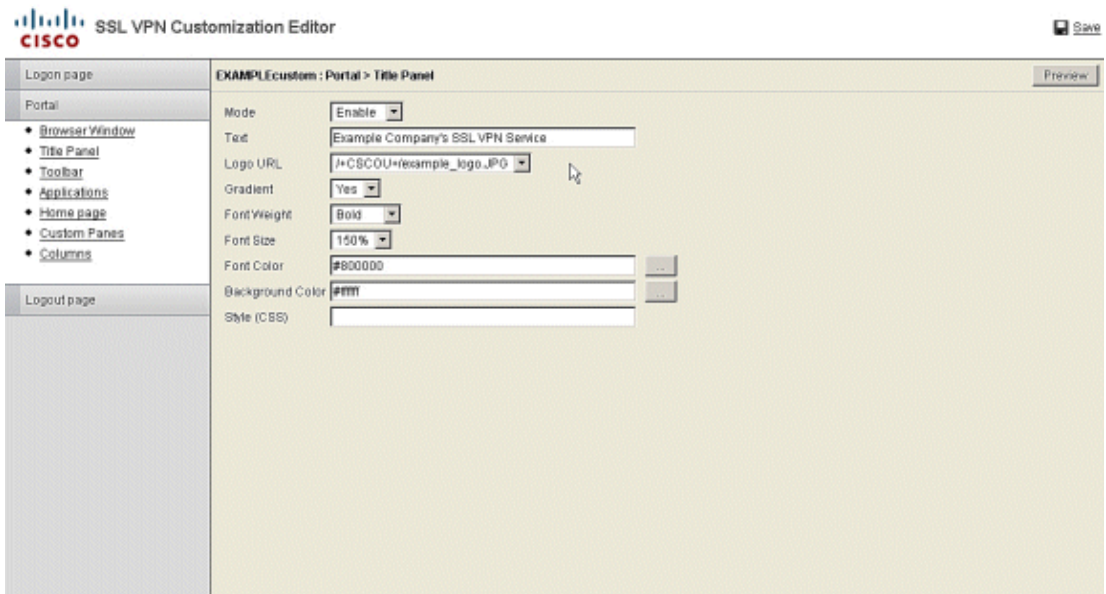 CISCO SSL VPN Customization Editor
Save
Logon page
Portal
Browser Window
Title Panel
Toolbar
Applications
Home page
Custom Panes
Columns
Logout page
EXAMPLEcustom : Portal > Title Panel
Preview
Mode Enable
Text Example Company's SSL VPN Service
Logo URL /+CSCOU+/example_logo.JPG
Gradient Yes
Font Weight Bold
Font Size 150%
Font Color #800000 ...
Background Color #ffffff ...
Style (CSS)